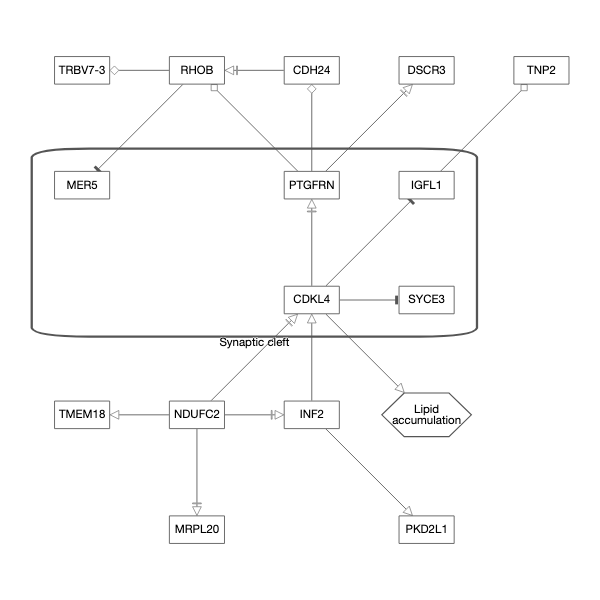 TRBV7-3
RHOB
CDH24
DSCR3
TNP2
MER5
PTGFRN
IGFL1
CDKL4
SYCE3
Synaptic cleft
TMEM18
NDUFC2
INF2
Lipid
accumulation
MRPL20
PKD2L1